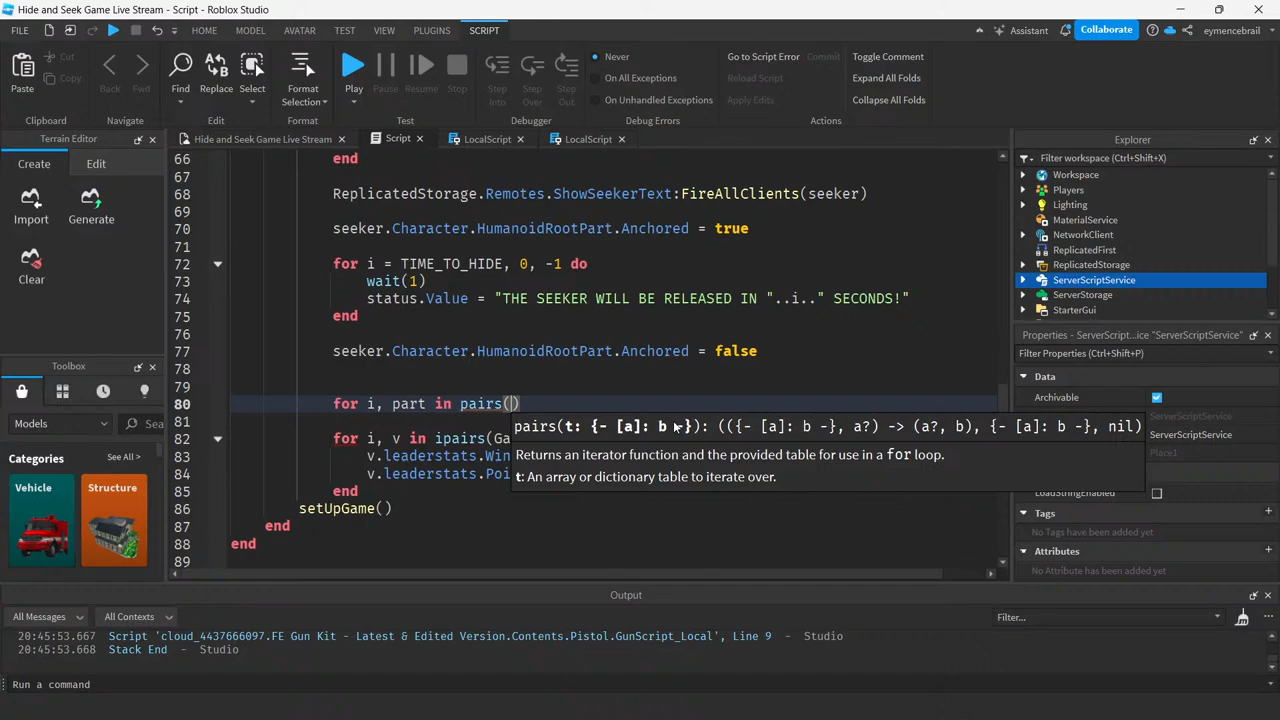 Hide and Seek Game Live Stream - Script - Roblox Studio
FILE HOME MODEL AVATAR TEST VIEW PLUGINS SCRIPT Assistant Collaborate eymencebrail
Paste Cut Copy Back Fwd Find Replace Select Format Selection Play Pause Resume Stop Step Into Step Over Step Out
Never
On All Exceptions
On Unhandled Exceptions
Go to Script Error Commit
Reload Script
Apply Edits
Toggle Comment
Expand All Folds
Collapse All Folds
Clipboard Navigate Edit Format Debugger Debug Errors Actions
Terrain Editor
Create Edit
Import Generate
Clear
Toolbox
Models Search
Categories See All >
Vehicle Structure
Hide and Seek Game Live Stream Script LocalScript LocalScript
66 end
67
68 ReplicatedStorage.Remotes.ShowSeekerText:FireAllClients(seeker)
69
70 seeker.Character.HumanoidRootPart.Anchored = true
71
72 for i = TIME_TO_HIDE, 0, -1 do
73 wait(1)
74 status.Value = "THE SEEKER WILL BE RELEASED IN "..i.." SECONDS!"
75 end
76
77 seeker.Character.HumanoidRootPart.Anchored = false
78
79
80 for i, part in pairs()
81
82 for i, v in ipairs(Ga
83 v.leaderstats.Win
84 v.leaderstats.Poi
85 end
86 setUpGame()
87 end
88 end
89
pairs(t: {- [a]: b -}): (({- [a]: b -}, a?) -> (a?, b), {- [a]: b -}, nil)
Returns an iterator function and the provided table for use in a for loop.
t: An array or dictionary table to iterate over.
Explorer
Filter workspace (Ctrl+Shift+X)
Workspace
Players
Lighting
MaterialService
NetworkClient
ReplicatedFirst
ReplicatedStorage
ServerScriptService
ServerStorage
StarterGui
Properties - ServerScriptService "ServerScriptService"
Filter Properties (Ctrl+Shift+P)
Data
Archivable
ServerScriptService
ServerScriptService
Place1
LoadStringEnabled
Tags
No Tags have been added yet
Attributes
No Attribute has been added yet
Output
All Messages All Contexts Filter...
20:45:53.667 Script 'cloud_4437666097.FE Gun Kit - Latest & Edited Version.Contents.Pistol.GunScript_Local', Line 9 - Studio
20:45:53.668 Stack End - Studio
Run a command